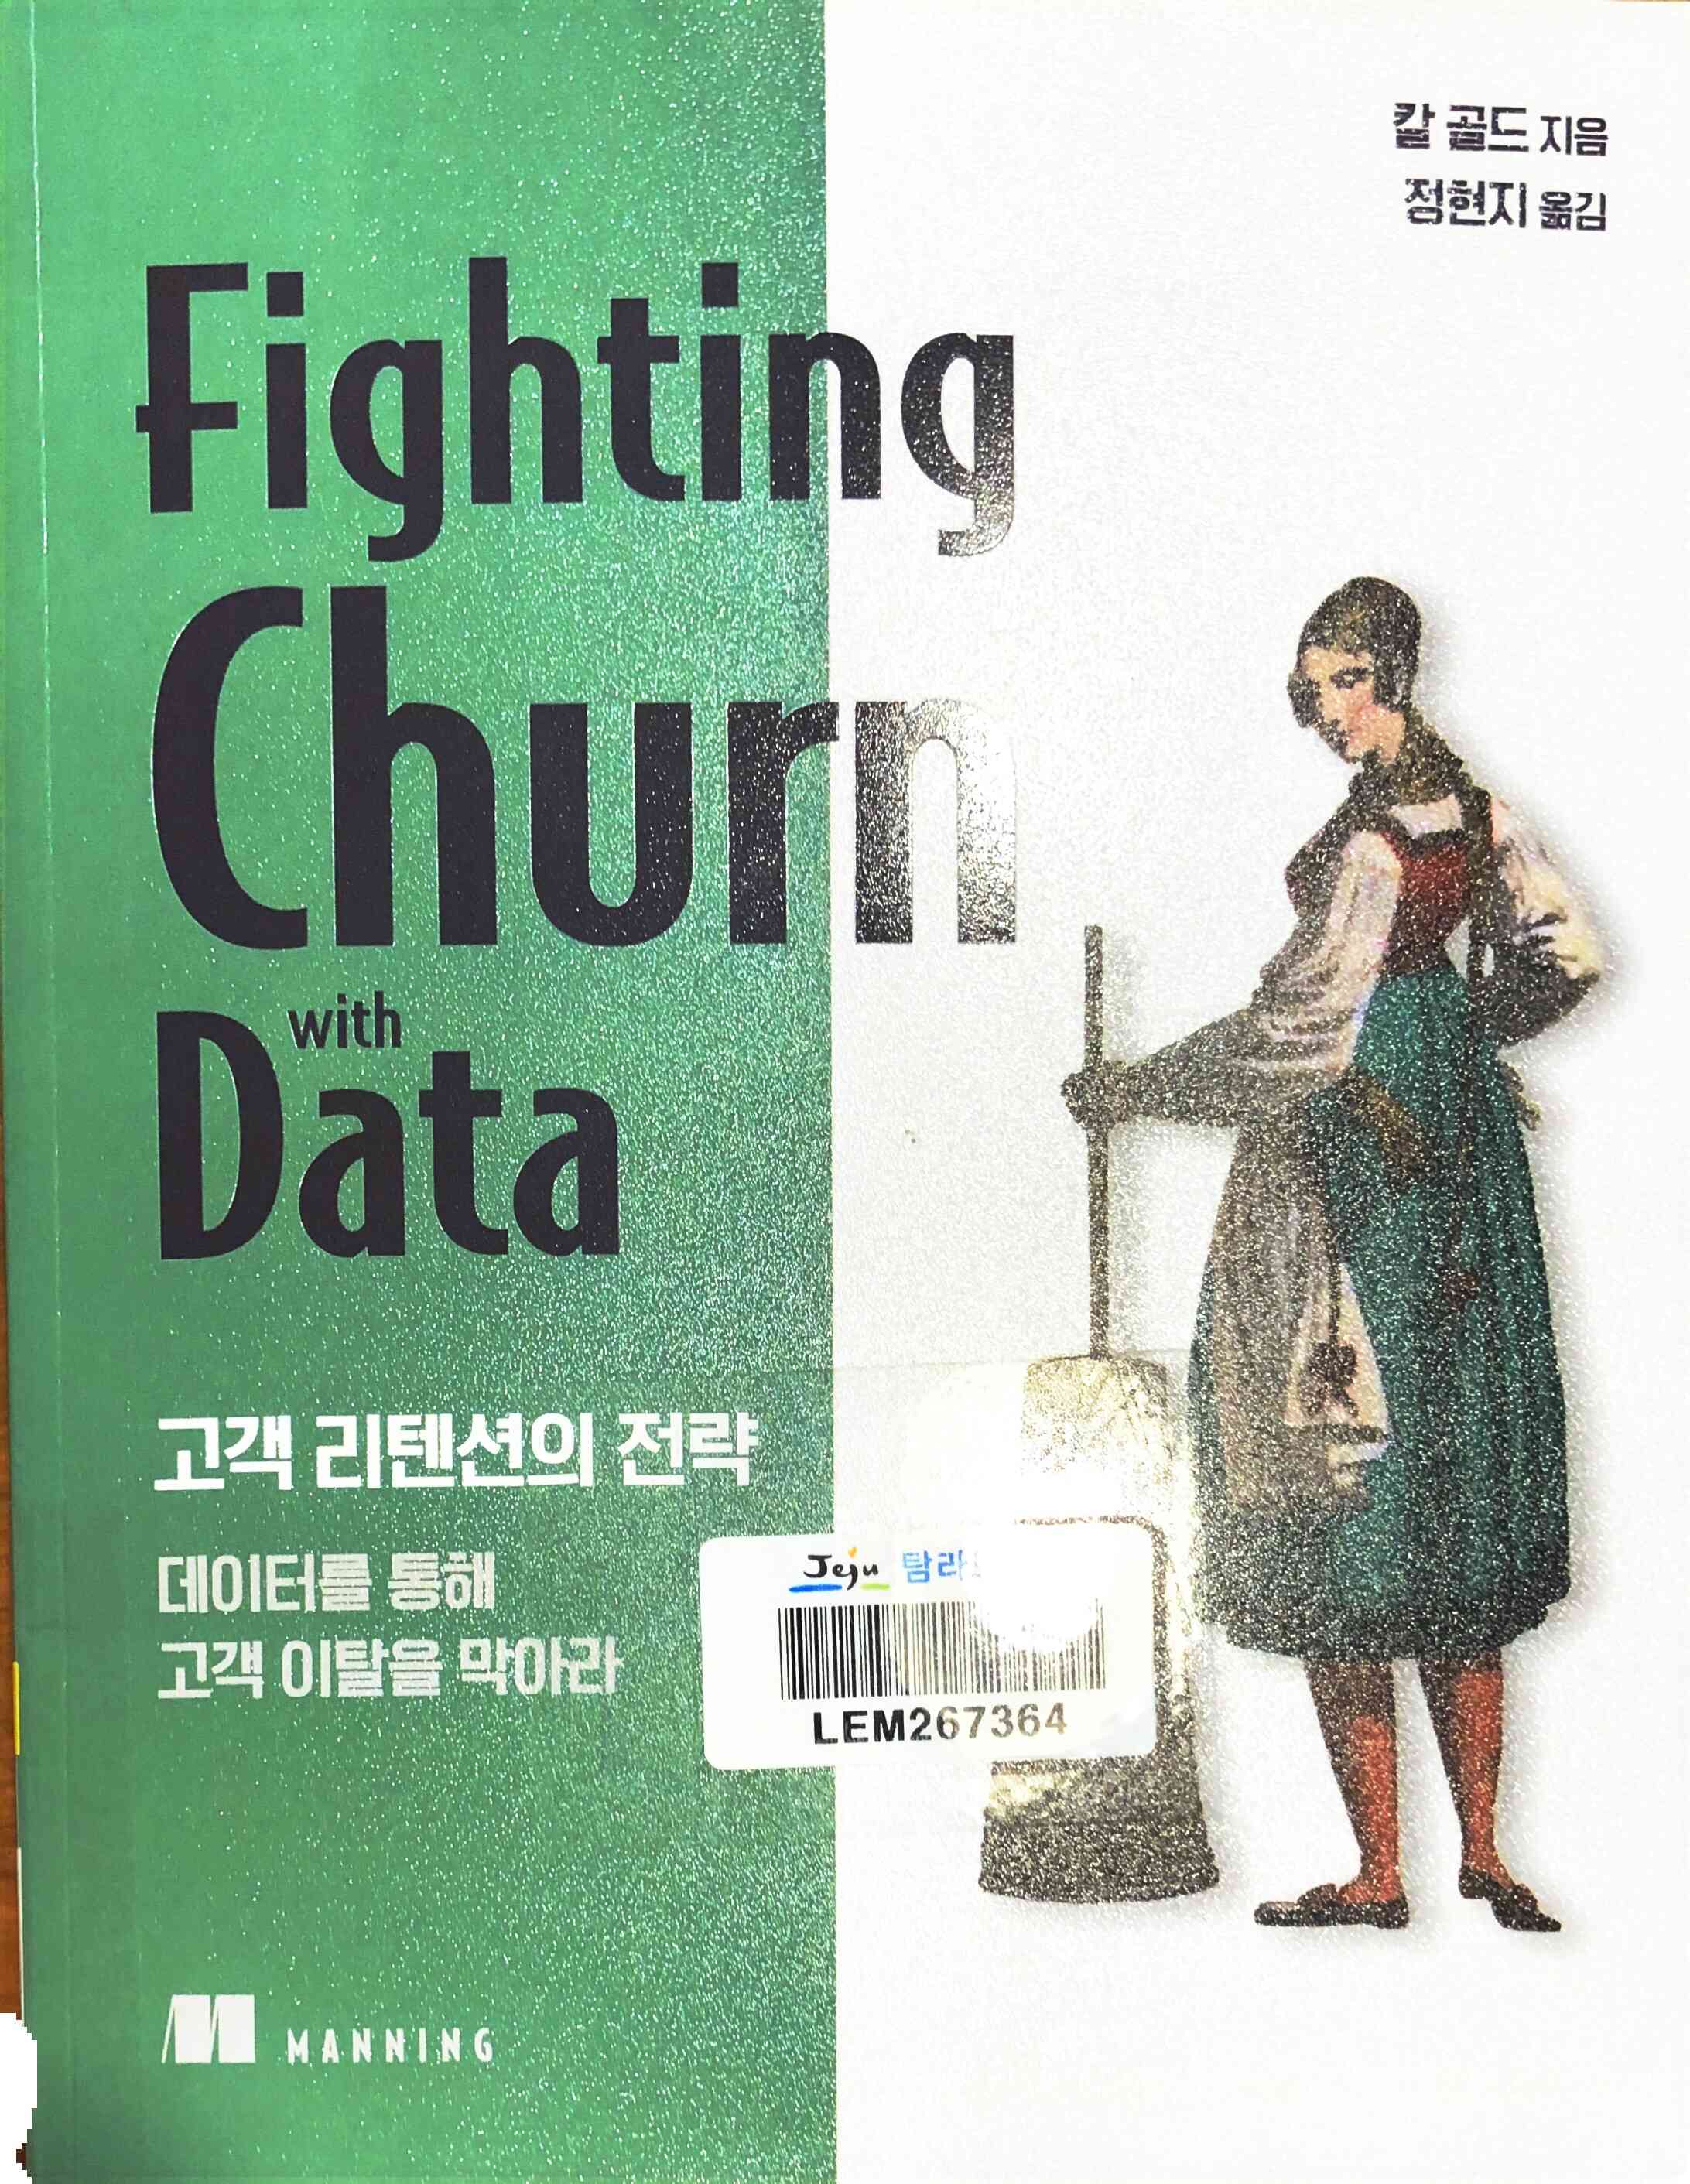 칼 골드 지음
정현지 옮김
Fighting
Churn
with
Data
고객 리텐션의 전략
데이터를 통해
고객 이탈을 막아라
Jeju
LEM267364
MANNING